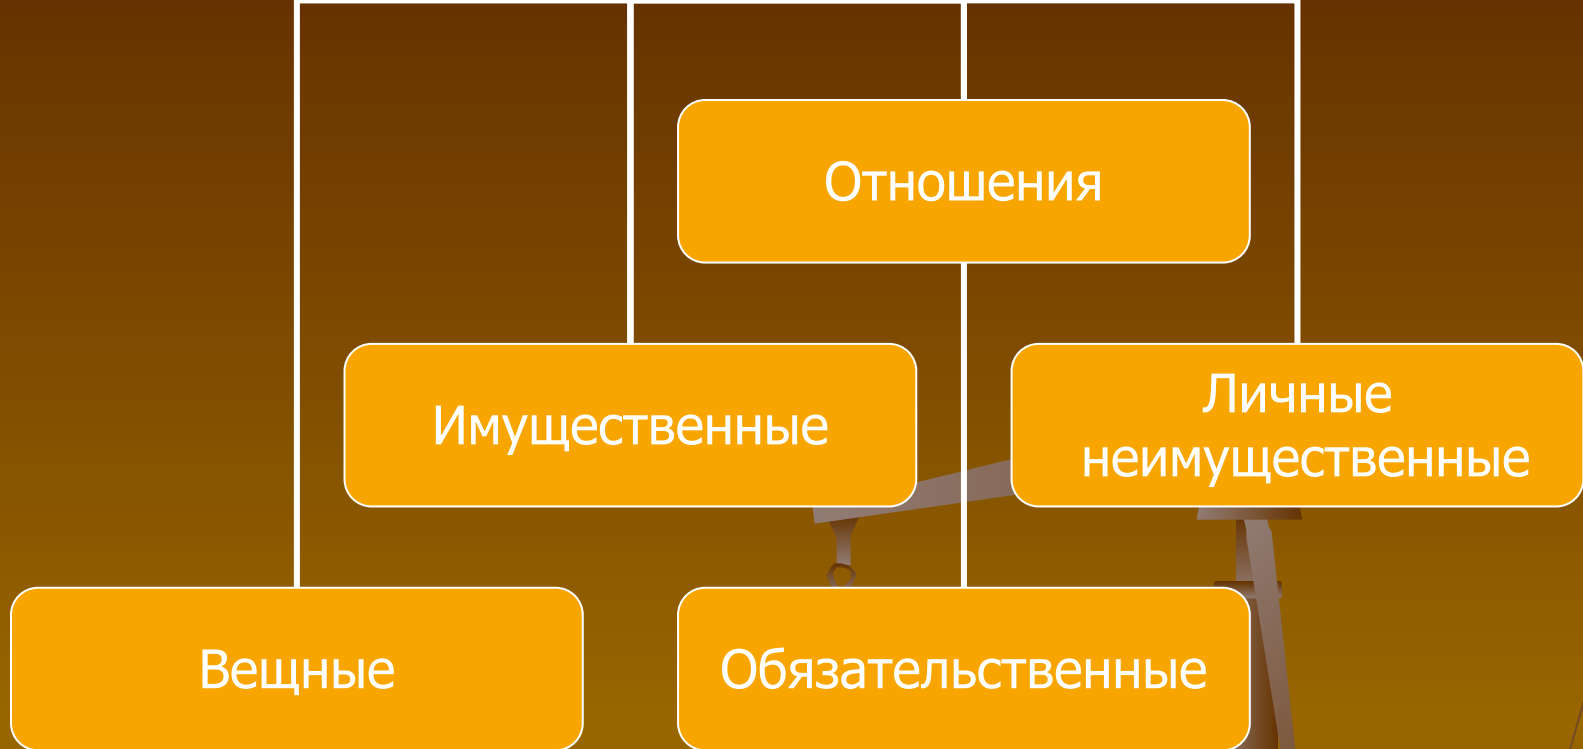 Отношения
Имущественные
Личные
неимущественные
Вещные
Обязательственные